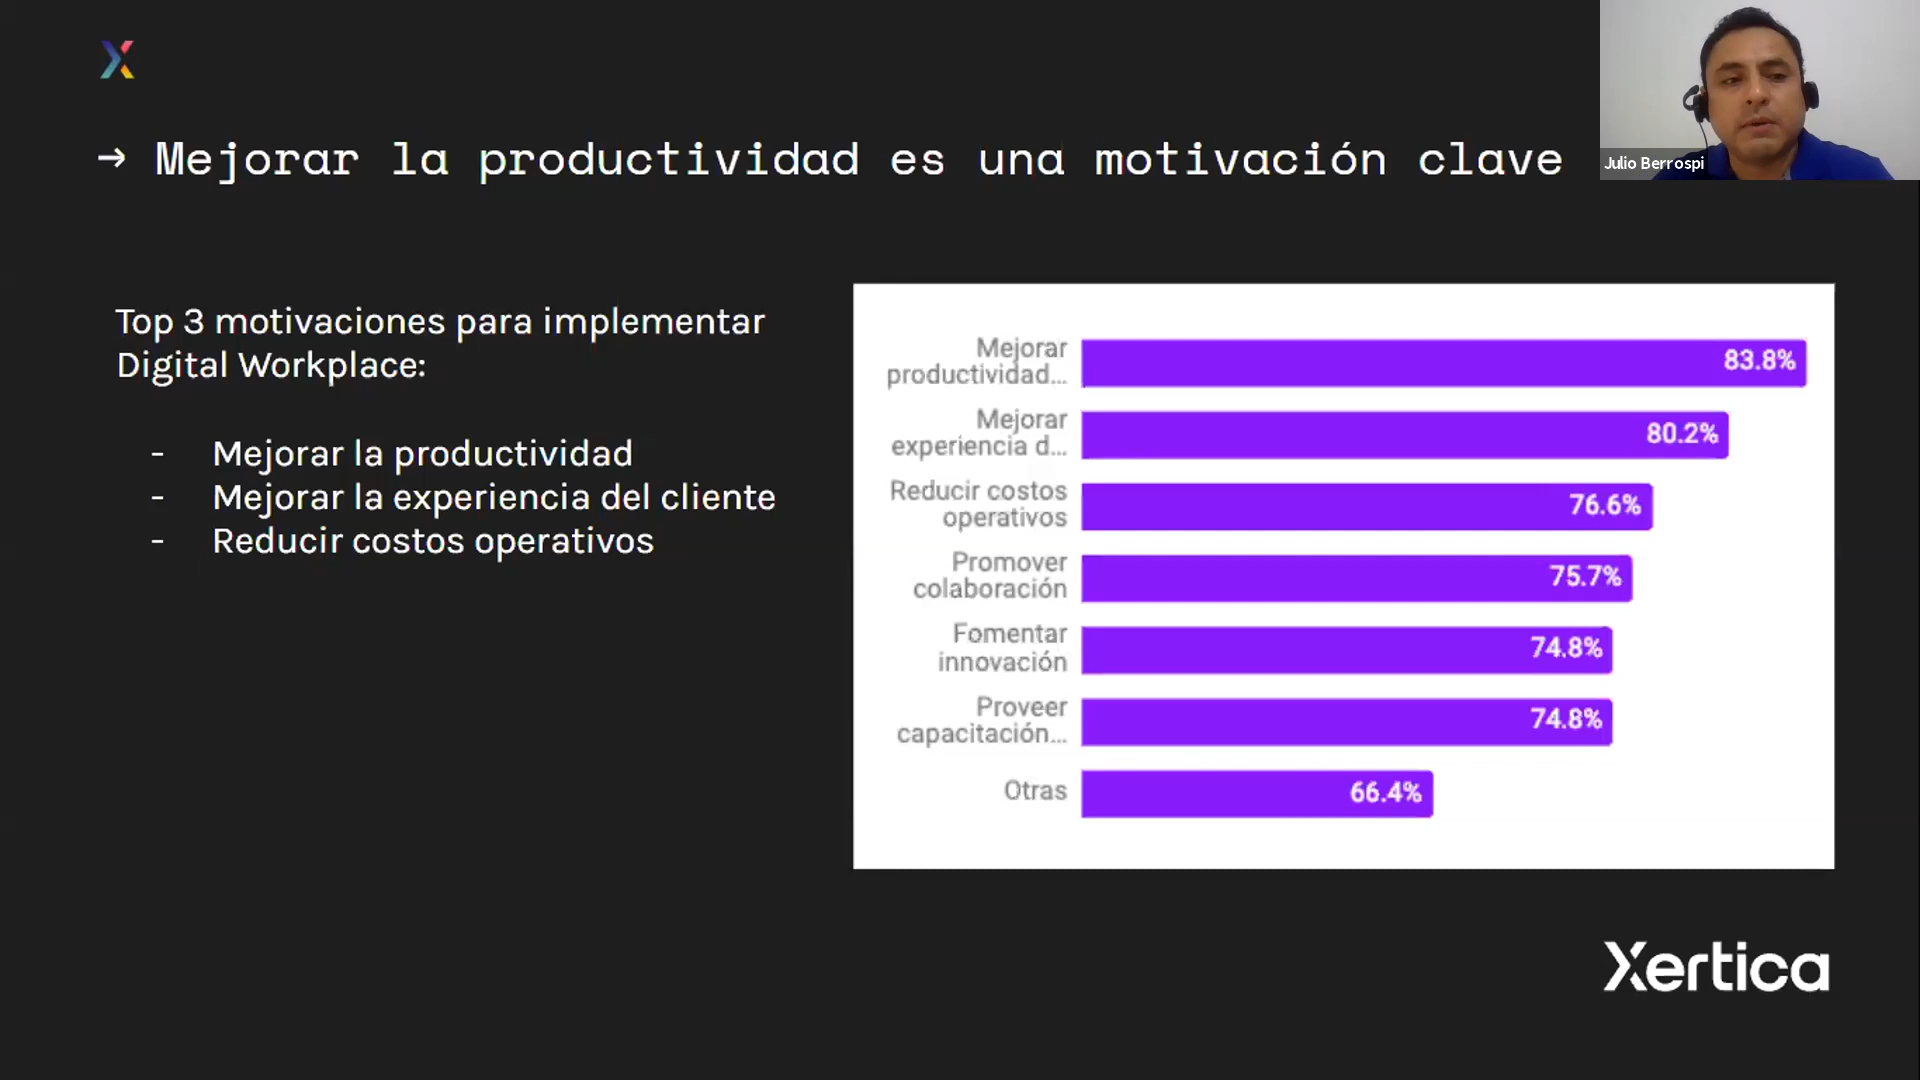 → Mejorar la productividad es una motivación clave
Julio Berrospi
Top 3 motivaciones para implementar
Digital Workplace:
- Mejorar la productividad
- Mejorar la experiencia del cliente
- Reducir costos operativos
Mejorar
productividad...
83.8%
Mejorar
experiencia d...
80.2%
Reducir costos
operativos
76.6%
Promover
colaboración
75.7%
Fomentar
innovación
74.8%
Proveer
capacitación...
74.8%
Otras
66.4%
Xertica